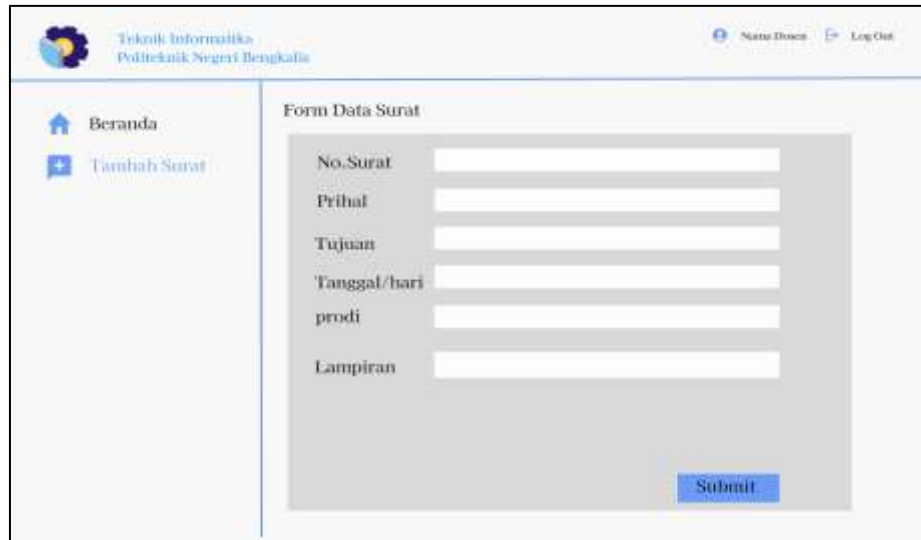 Teknik Informatika
Politeknik Negeri Bengkalis
Nama Dosen
Log Out
Beranda
Tambah Surat
Form Data Surat
No.Surat
Prihal
Tujuan
Tanggal/hari
prodi
Lampiran
Submit